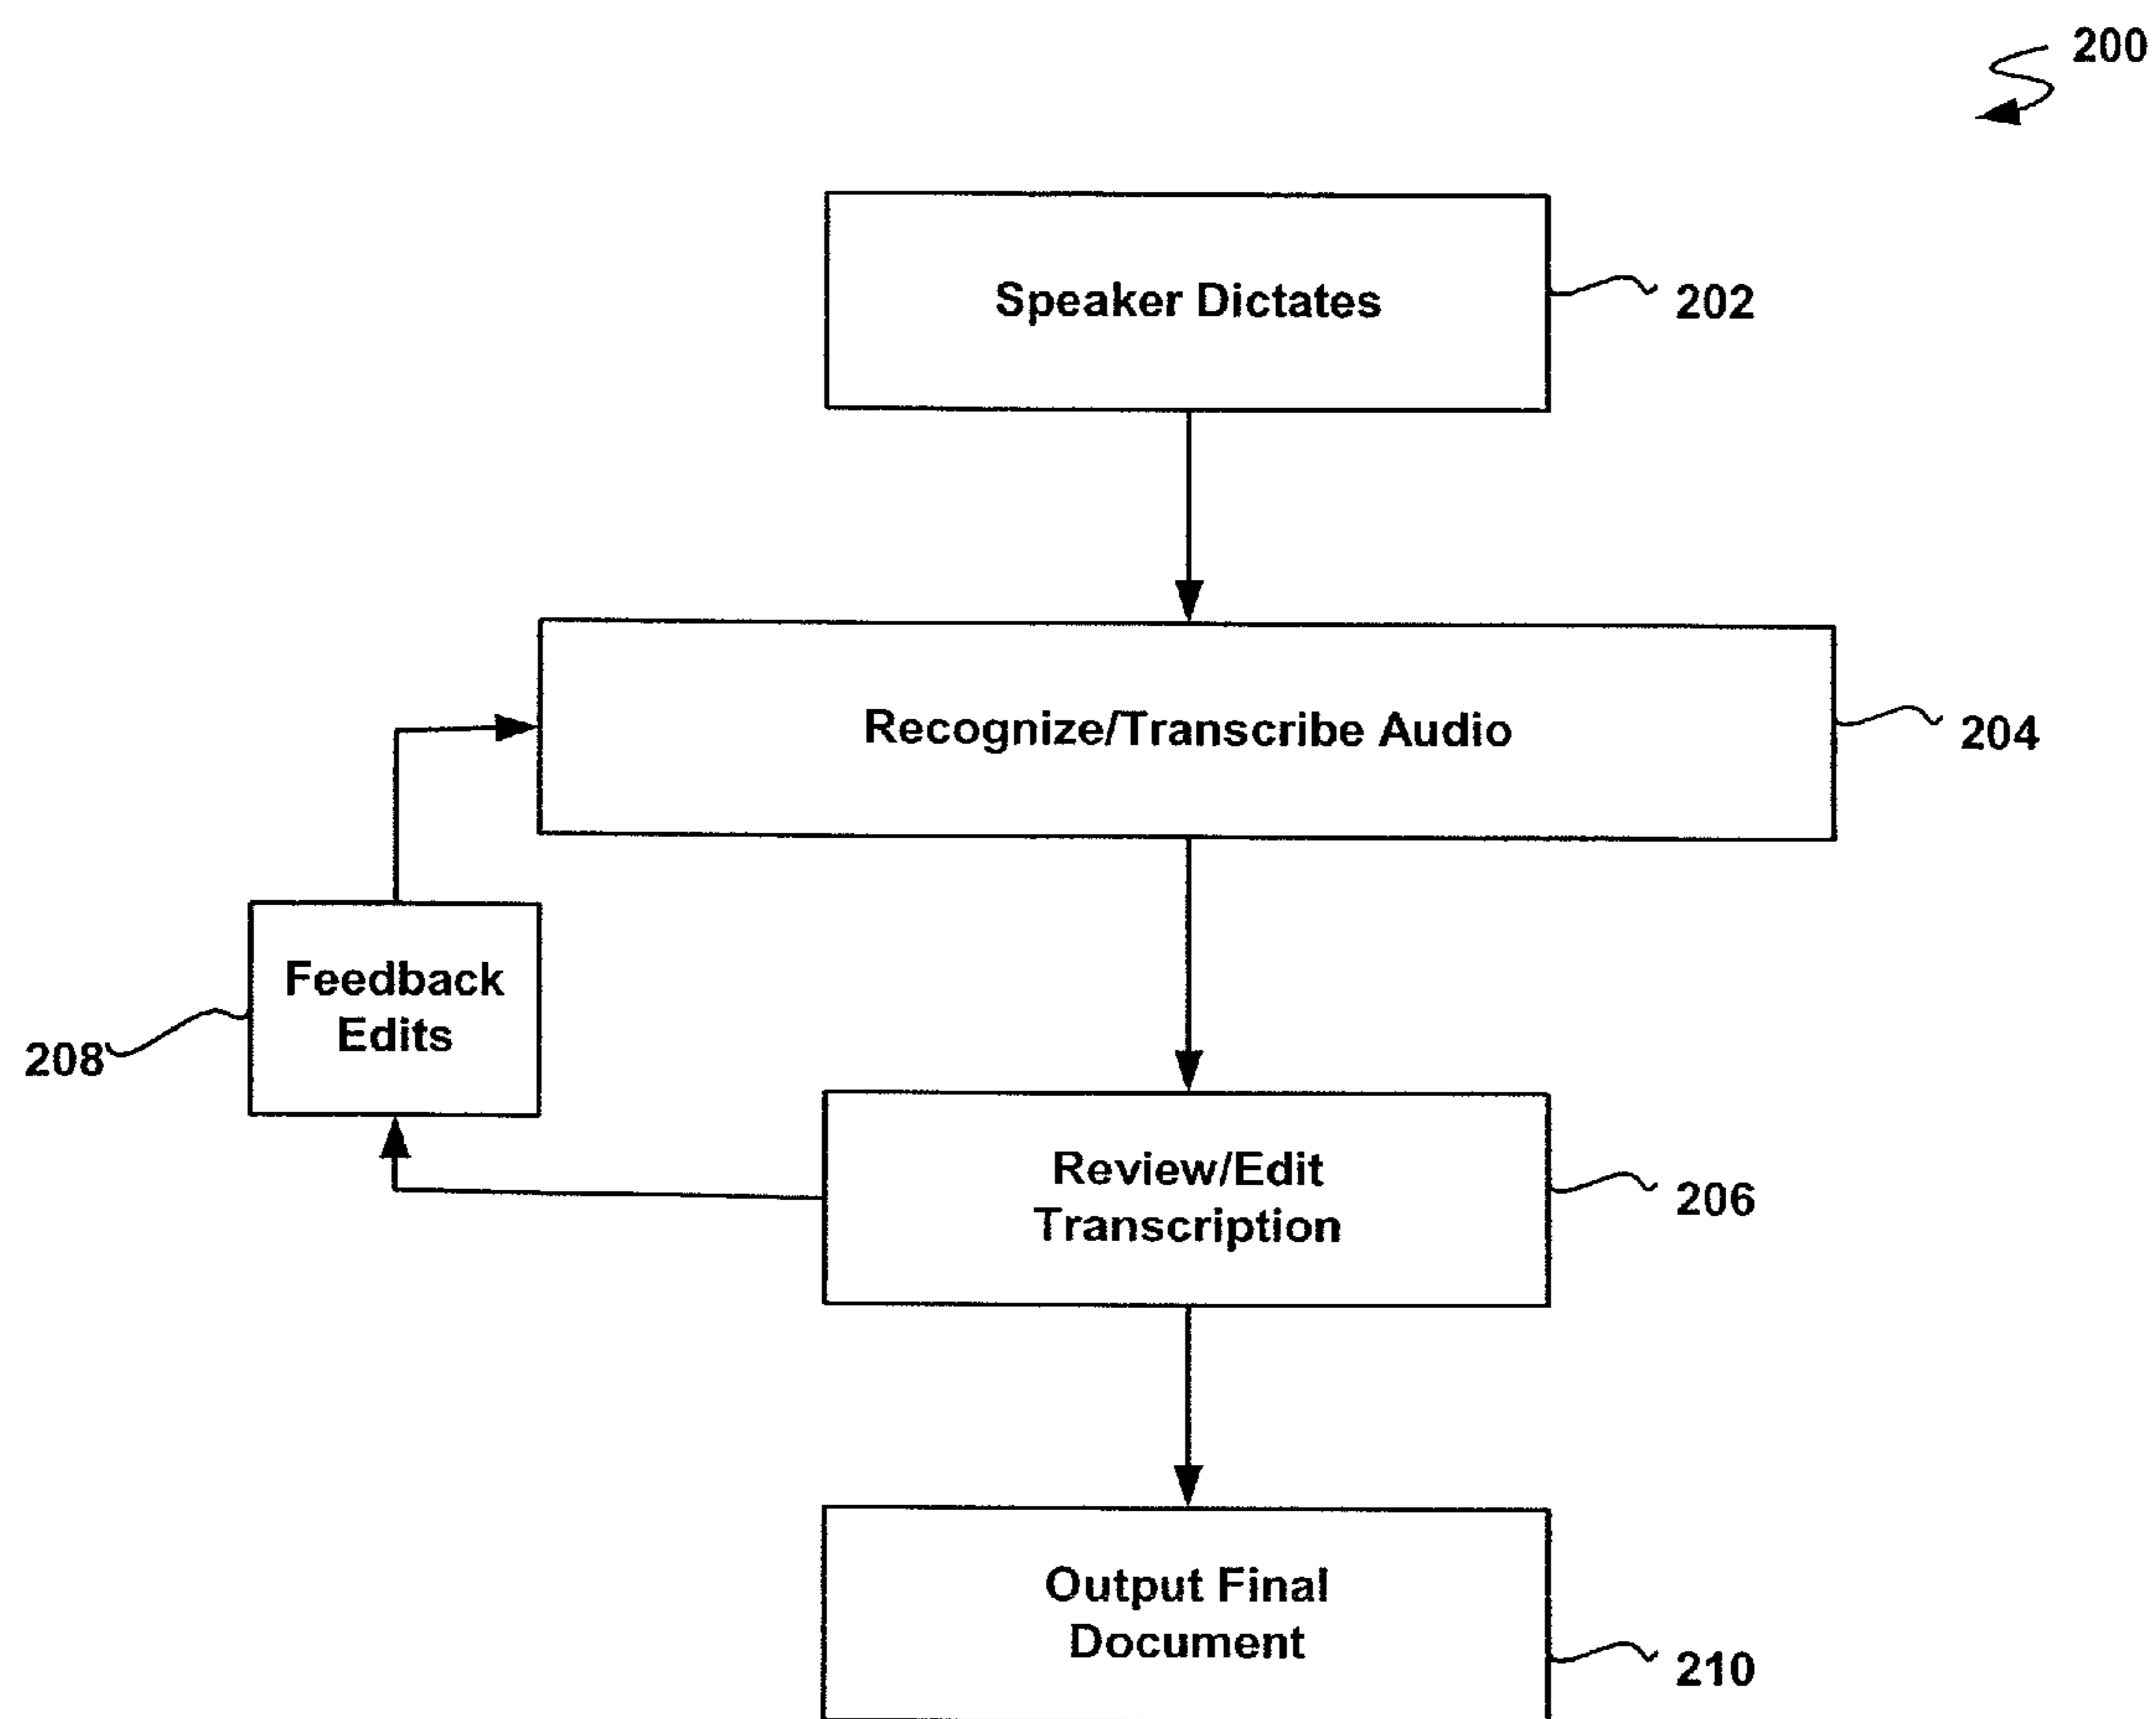 200
Speaker Dictates
202
Recognize/Transcribe Audio
204
Feedback
Edits
208
Review/Edit
Transcription
206
Output Final
Document
210